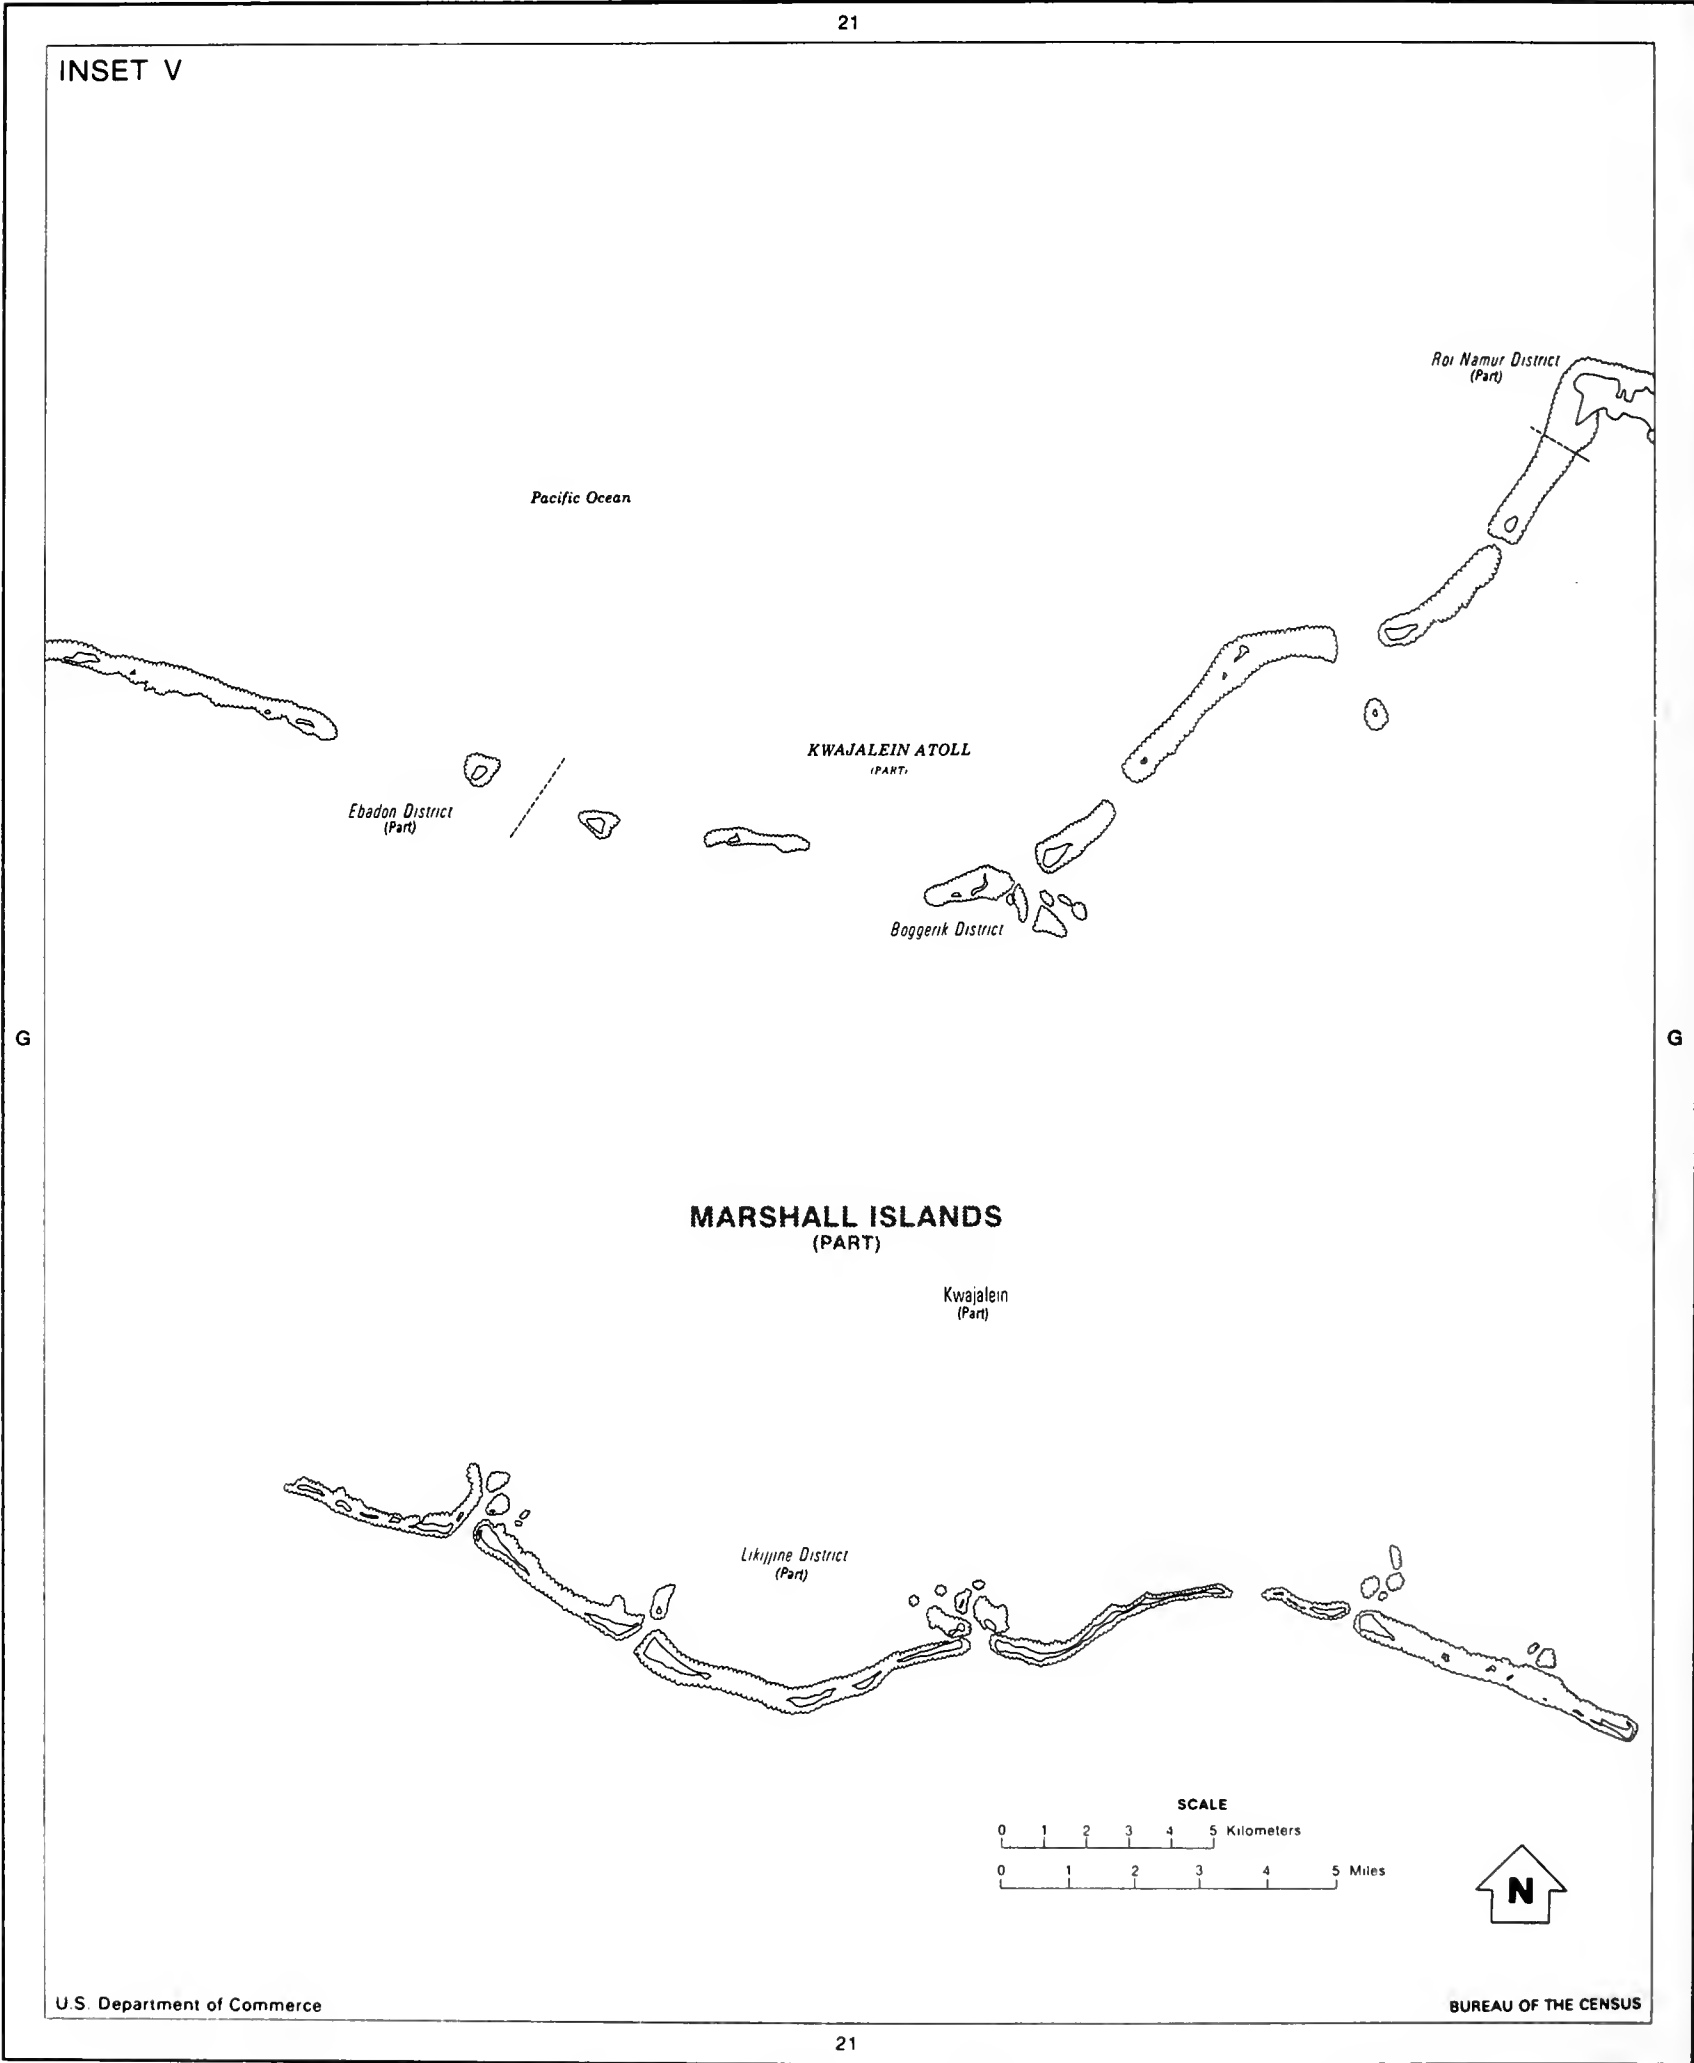 21
INSET V
Roi Namur District
(Part)
Pacific Ocean
KWAJALEIN ATOLL
(PART)
Ebadon District
(Part)
Boggerik District
G
G
MARSHALL ISLANDS
(PART)
Kwajalein
(Part)
Likijjine District
(Part)
SCALE
0 1 2 3 4 5 Kilometers
0 1 2 3 4 5 Miles
N
U.S. Department of Commerce
BUREAU OF THE CENSUS
21